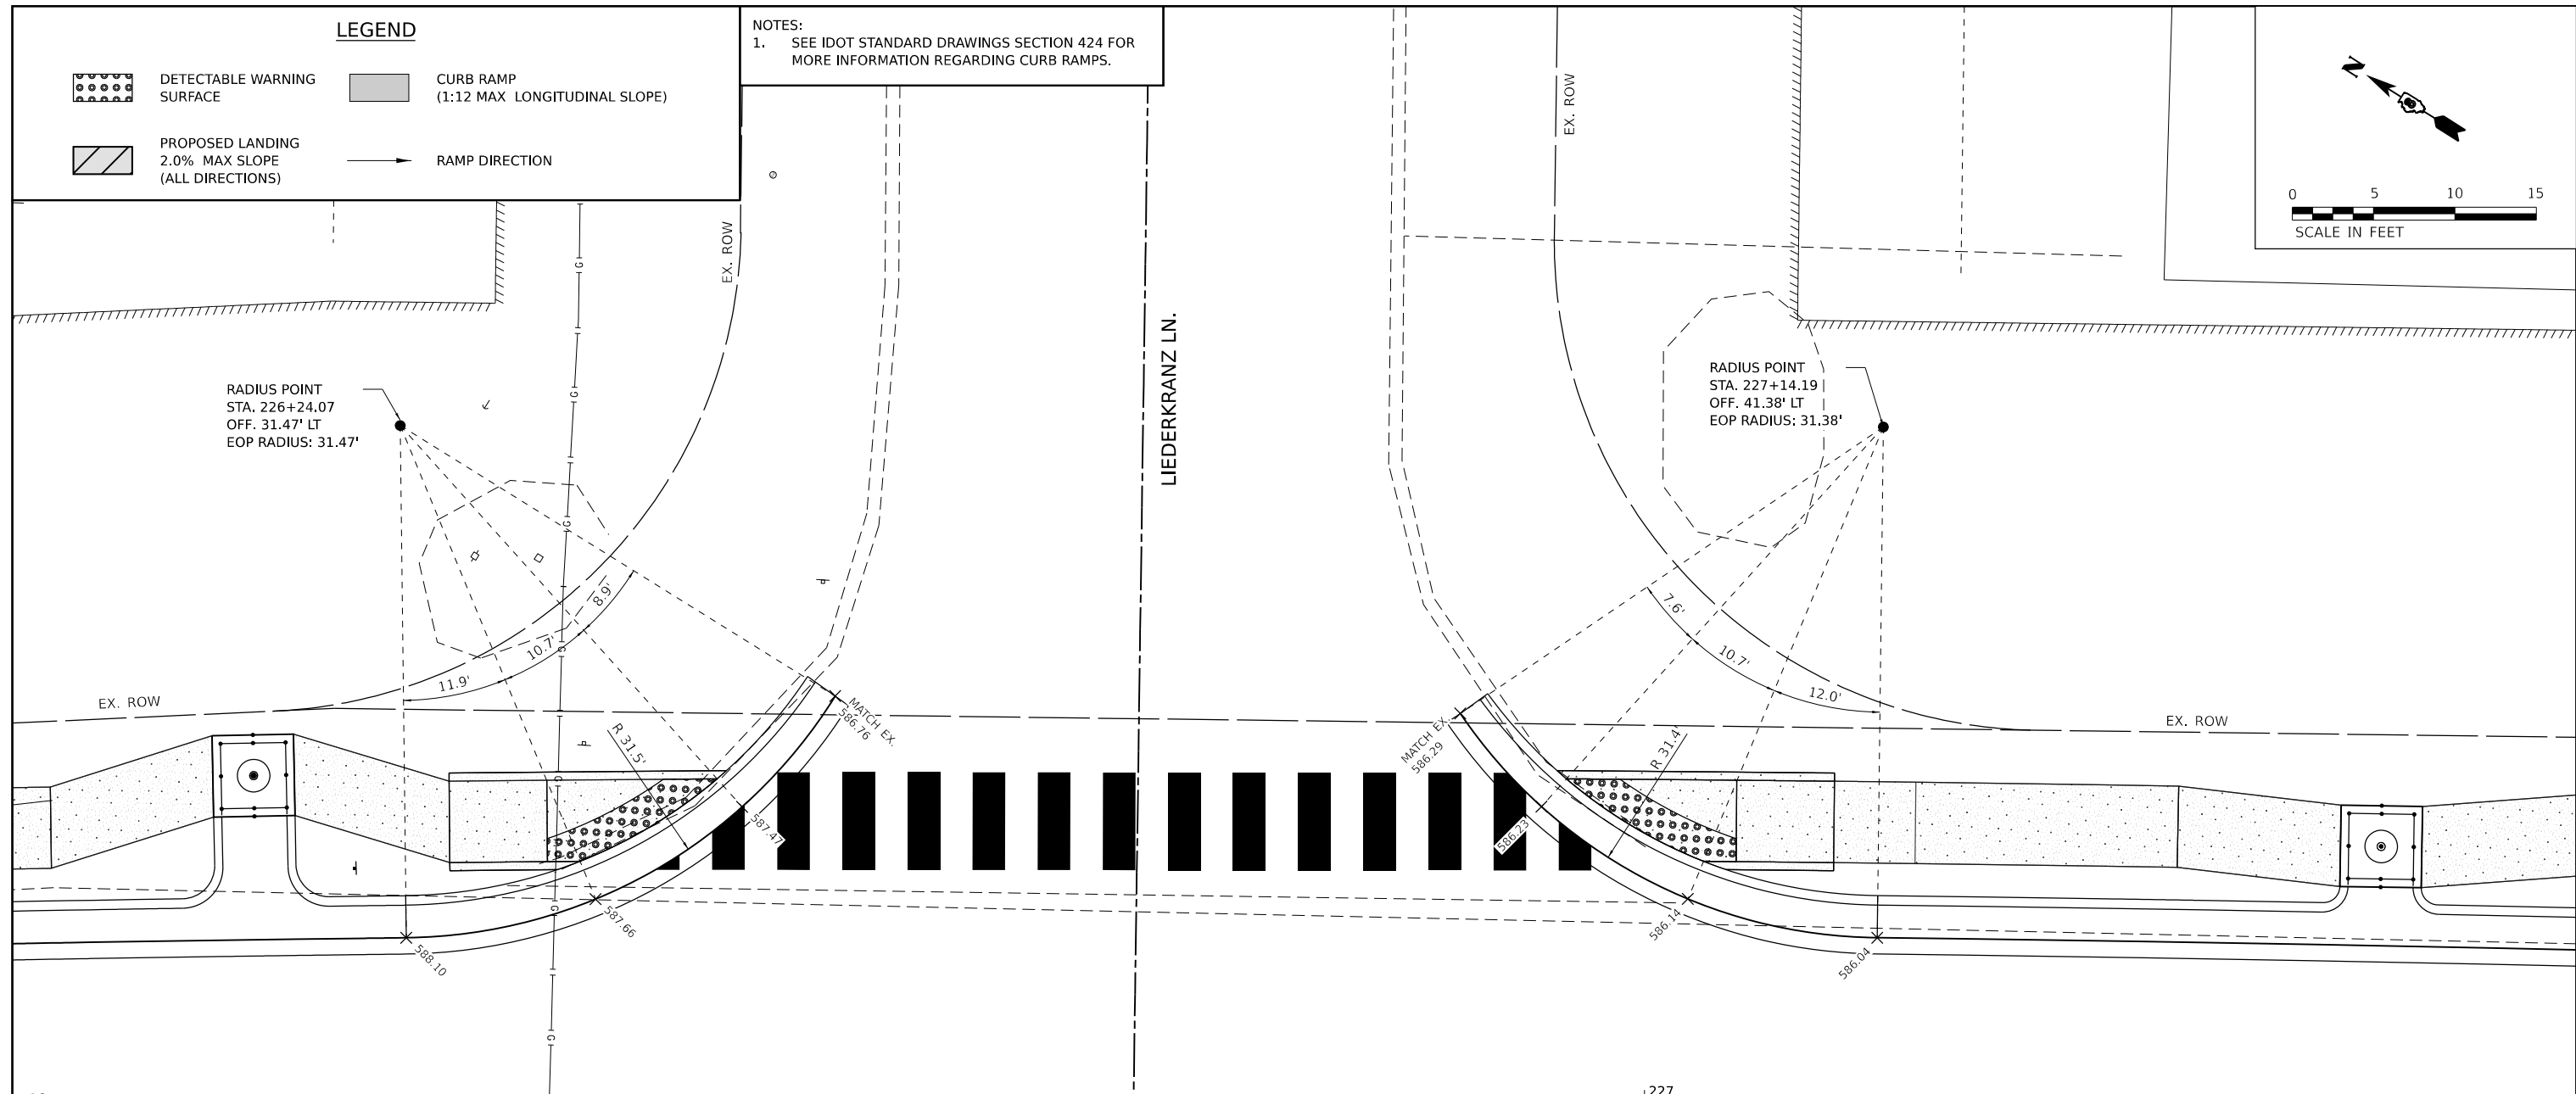 LEGEND
DETECTABLE WARNING
SURFACE
CURB RAMP
(1:12 MAX LONGITUDINAL SLOPE)
PROPOSED LANDING
2.0% MAX SLOPE
(ALL DIRECTIONS)
RAMP DIRECTION
NOTES:
1. SEE IDOT STANDARD DRAWINGS SECTION 424 FOR
MORE INFORMATION REGARDING CURB RAMPS.
N
0 5 10 15
SCALE IN FEET
EX. ROW
EX. ROW
G
G
G
G
G
G
G
G
G
LIEDERKRANZ LN.
RADIUS POINT
STA. 226+24.07
OFF. 31.47' LT
EOP RADIUS: 31.47'
RADIUS POINT
STA. 227+14.19
OFF. 41.38' LT
EOP RADIUS: 31.38'
8.9'
10.7'
11.9'
7.6'
10.7'
12.0'
EX. ROW
EX. ROW
R 31.5'
R 31.4'
MATCH EX.
586.76
MATCH EX.
586.29
587.47
587.66
588.10
586.23
586.14
586.04
227